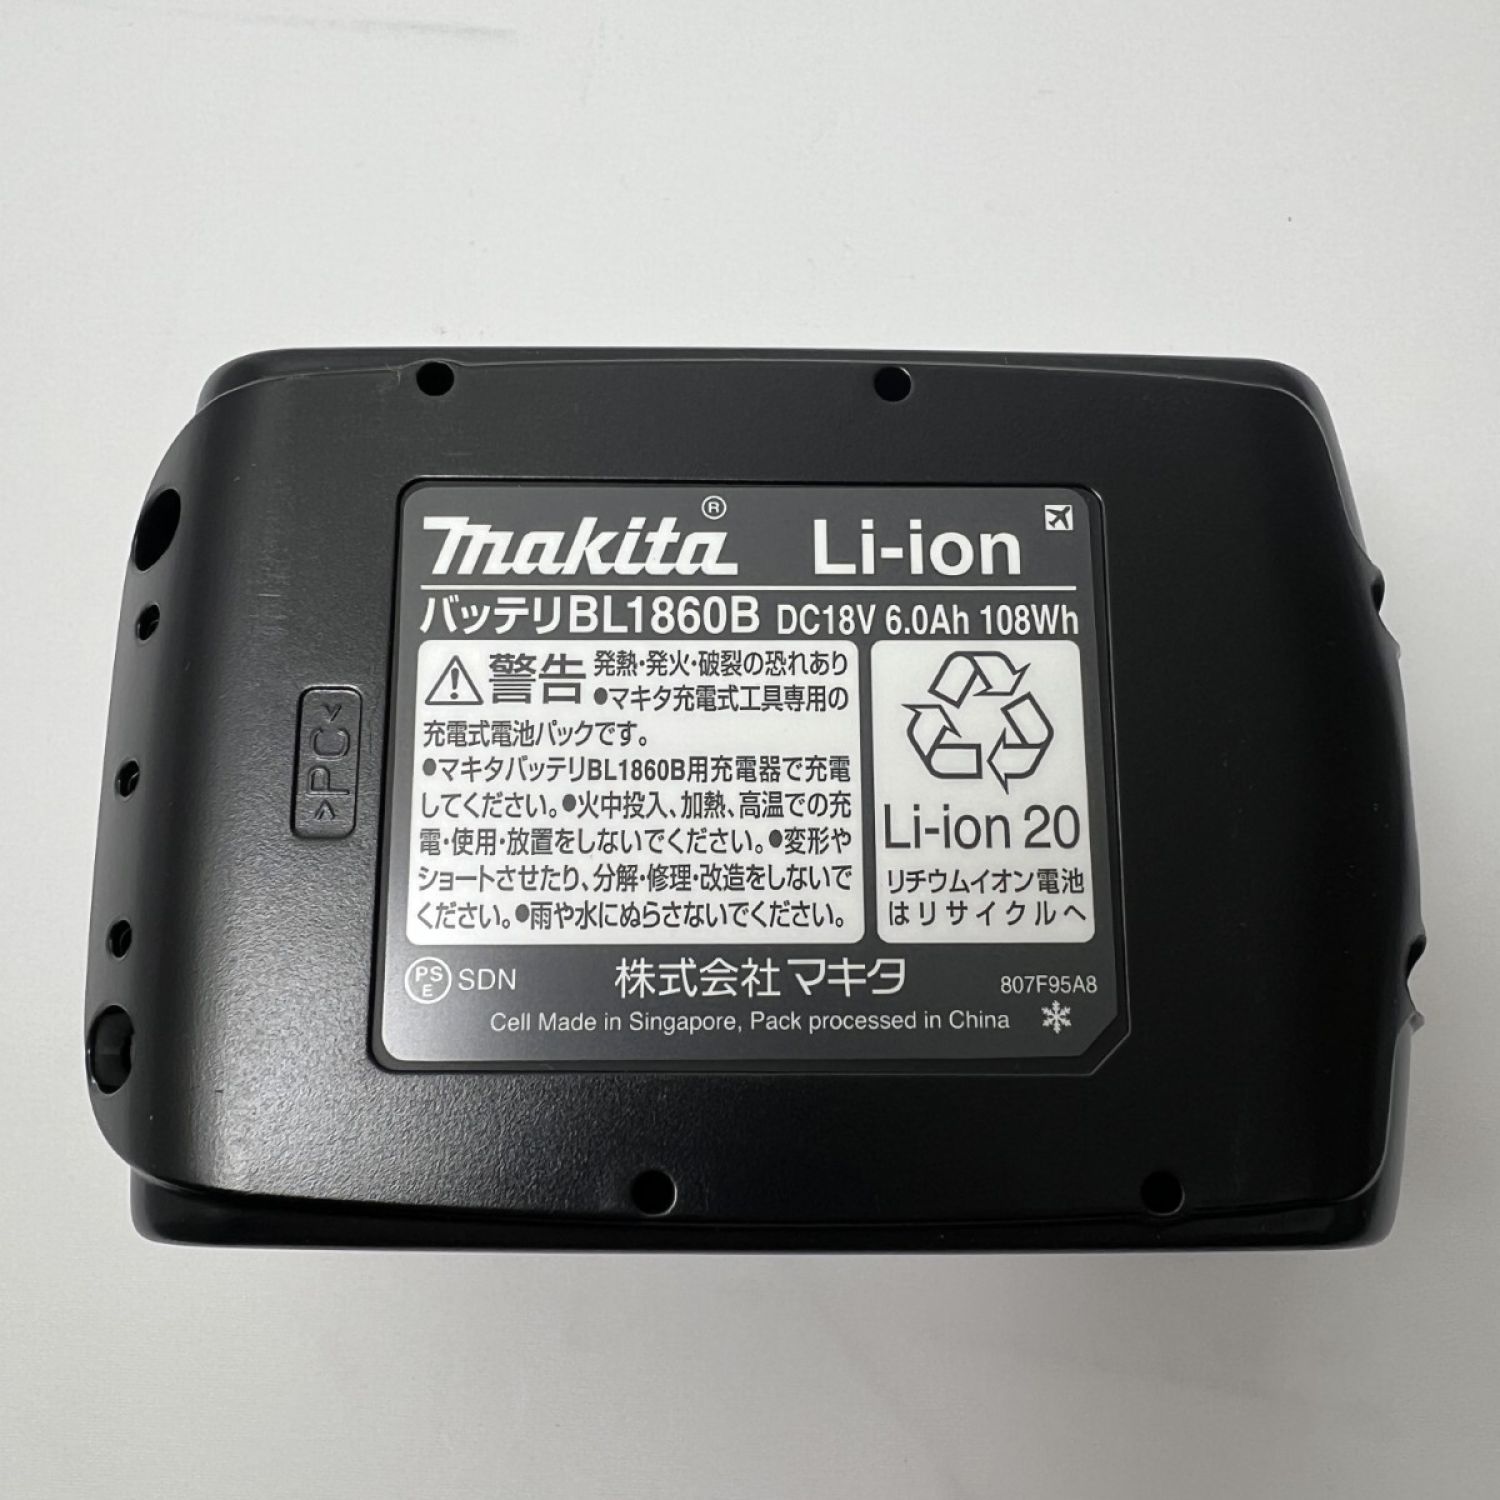 makita® Li-ion
バッテリBL1860B DC18V 6.0Ah 108Wh
警告 発熱・発火・破裂の恐れあり
●マキタ充電式工具専用の
充電式電池パックです。
●マキタバッテリBL1860B用充電器で充電
してください。●火中投入、加熱、高温での充
電・使用・放置をしないでください。●変形や
ショートさせたり、分解・修理・改造をしないで
ください。●雨や水にぬらさないでください。
Li-ion 20
リチウムイオン電池
はリサイクルへ
PSE SDN 株式会社マキタ 807F95A8
Cell Made in Singapore, Pack processed in China
>PC<